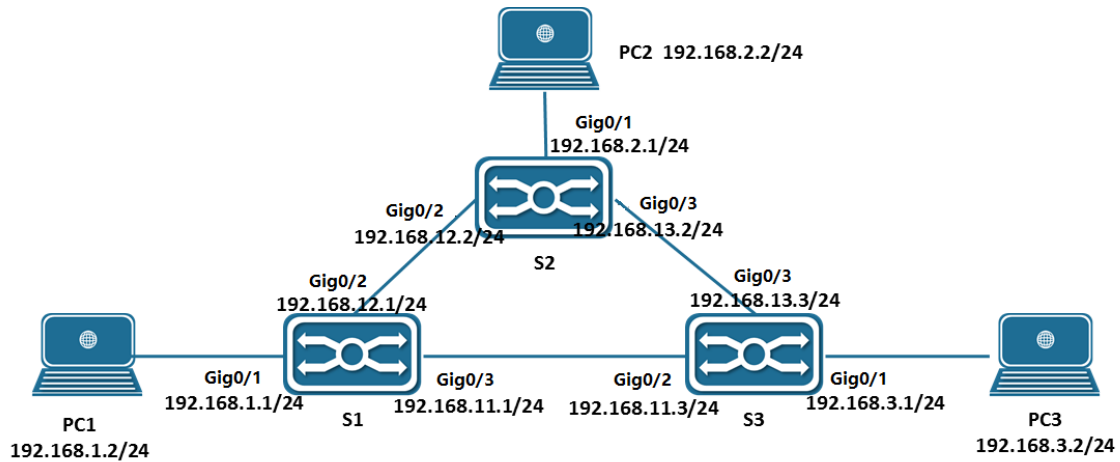 PC2 192.168.2.2/24
Gig0/1
192.168.2.1/24
Gig0/2
192.168.12.2/24
Gig0/3
192.168.13.2/24
S2
Gig0/2
192.168.12.1/24
Gig0/3
192.168.13.3/24
Gig0/1
192.168.1.1/24
Gig0/3
192.168.11.1/24
S1
Gig0/2
192.168.11.3/24
S3
Gig0/1
192.168.3.1/24
PC1
192.168.1.2/24
PC3
192.168.3.2/24